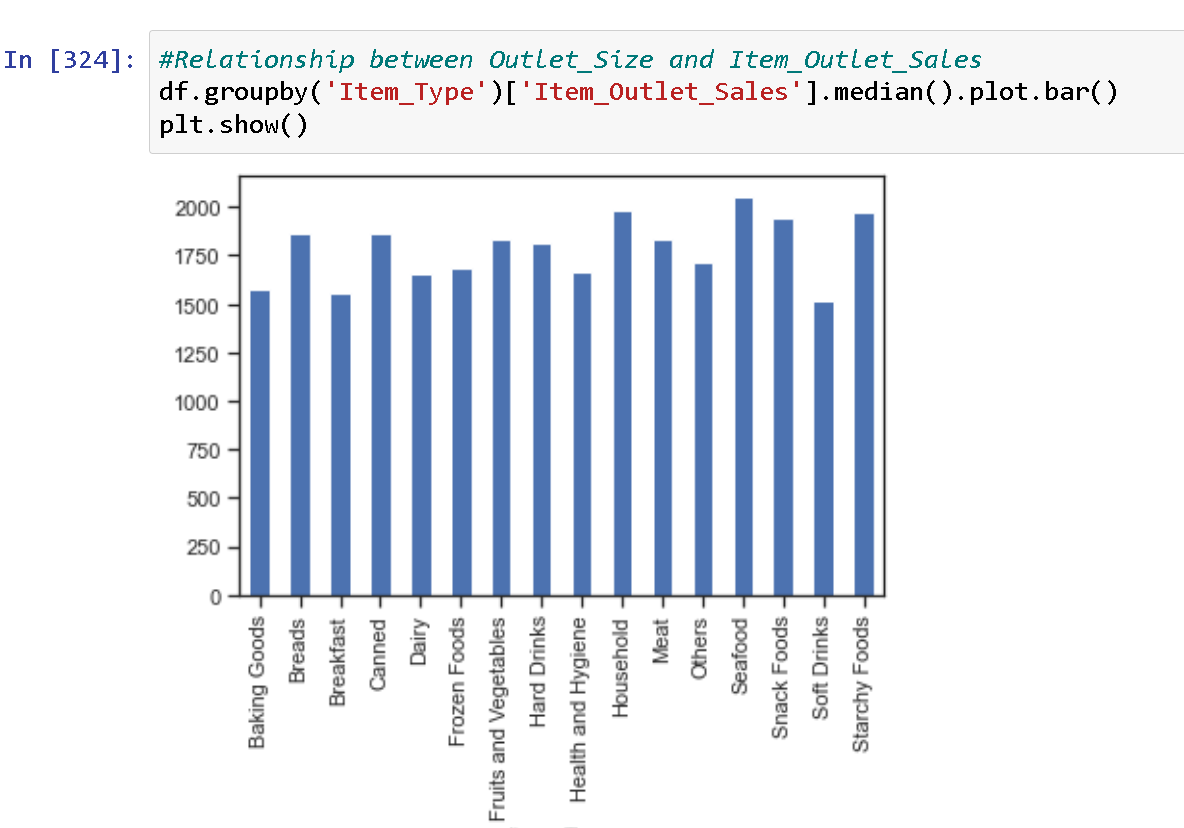 In [324]:
#Relationship between Outlet_Size and Item_Outlet_Sales
df.groupby('Item_Type')['Item_Outlet_Sales'].median().plot.bar()
plt.show()
2000
1750
1500
1250
1000
750
500
250
0
Baking Goods
Breads
Breakfast
Canned
Dairy
Frozen Foods
Fruits and Vegetables
Hard Drinks
Health and Hygiene
Household
Meat
Others
Seafood
Snack Foods
Soft Drinks
Starchy Foods